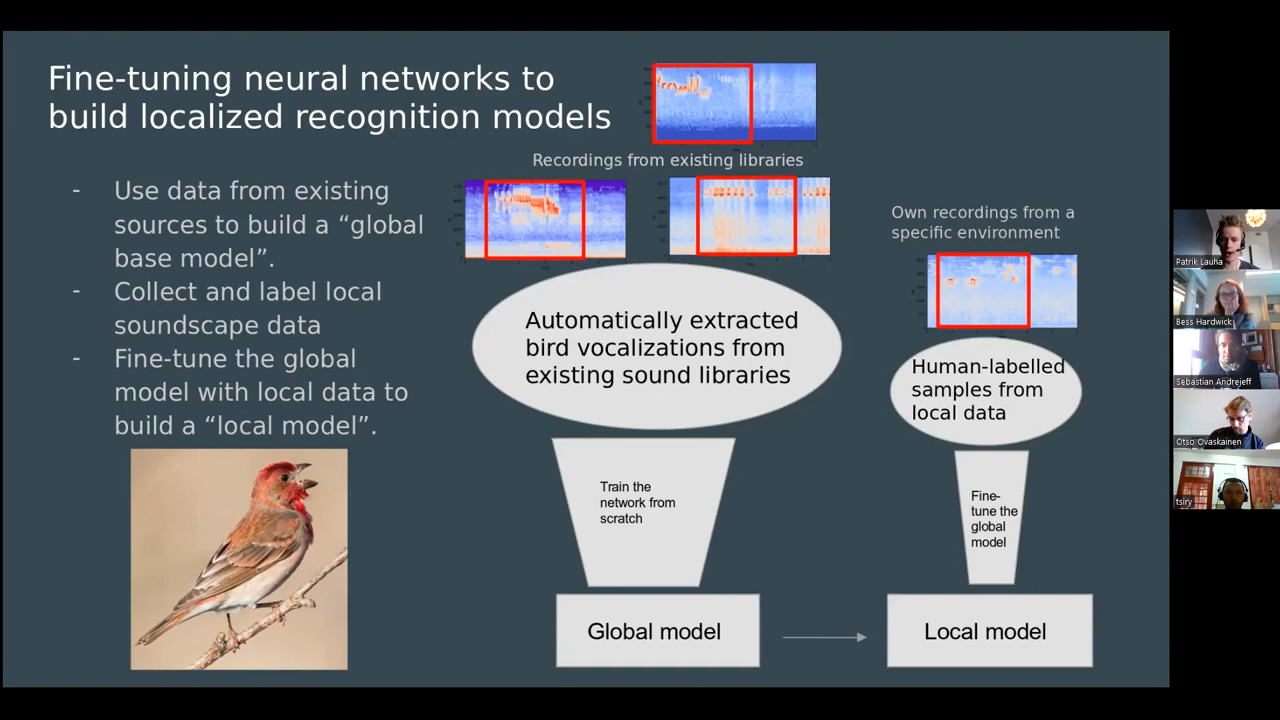 Fine-tuning neural networks to
build localized recognition models
- Use data from existing
sources to build a “global
base model”.
- Collect and label local
soundscape data
- Fine-tune the global
model with local data to
build a “local model”.
Recordings from existing libraries
Automatically extracted
bird vocalizations from
existing sound libraries
Train the
network from
scratch
Global model
Own recordings from a
specific environment
Human-labelled
samples from
local data
Fine-
tune the
global
model
Local model
Patrik Lauha
Bess Hardwick
Sebastian Andrejeff
Otso Ovaskainen
tsiry